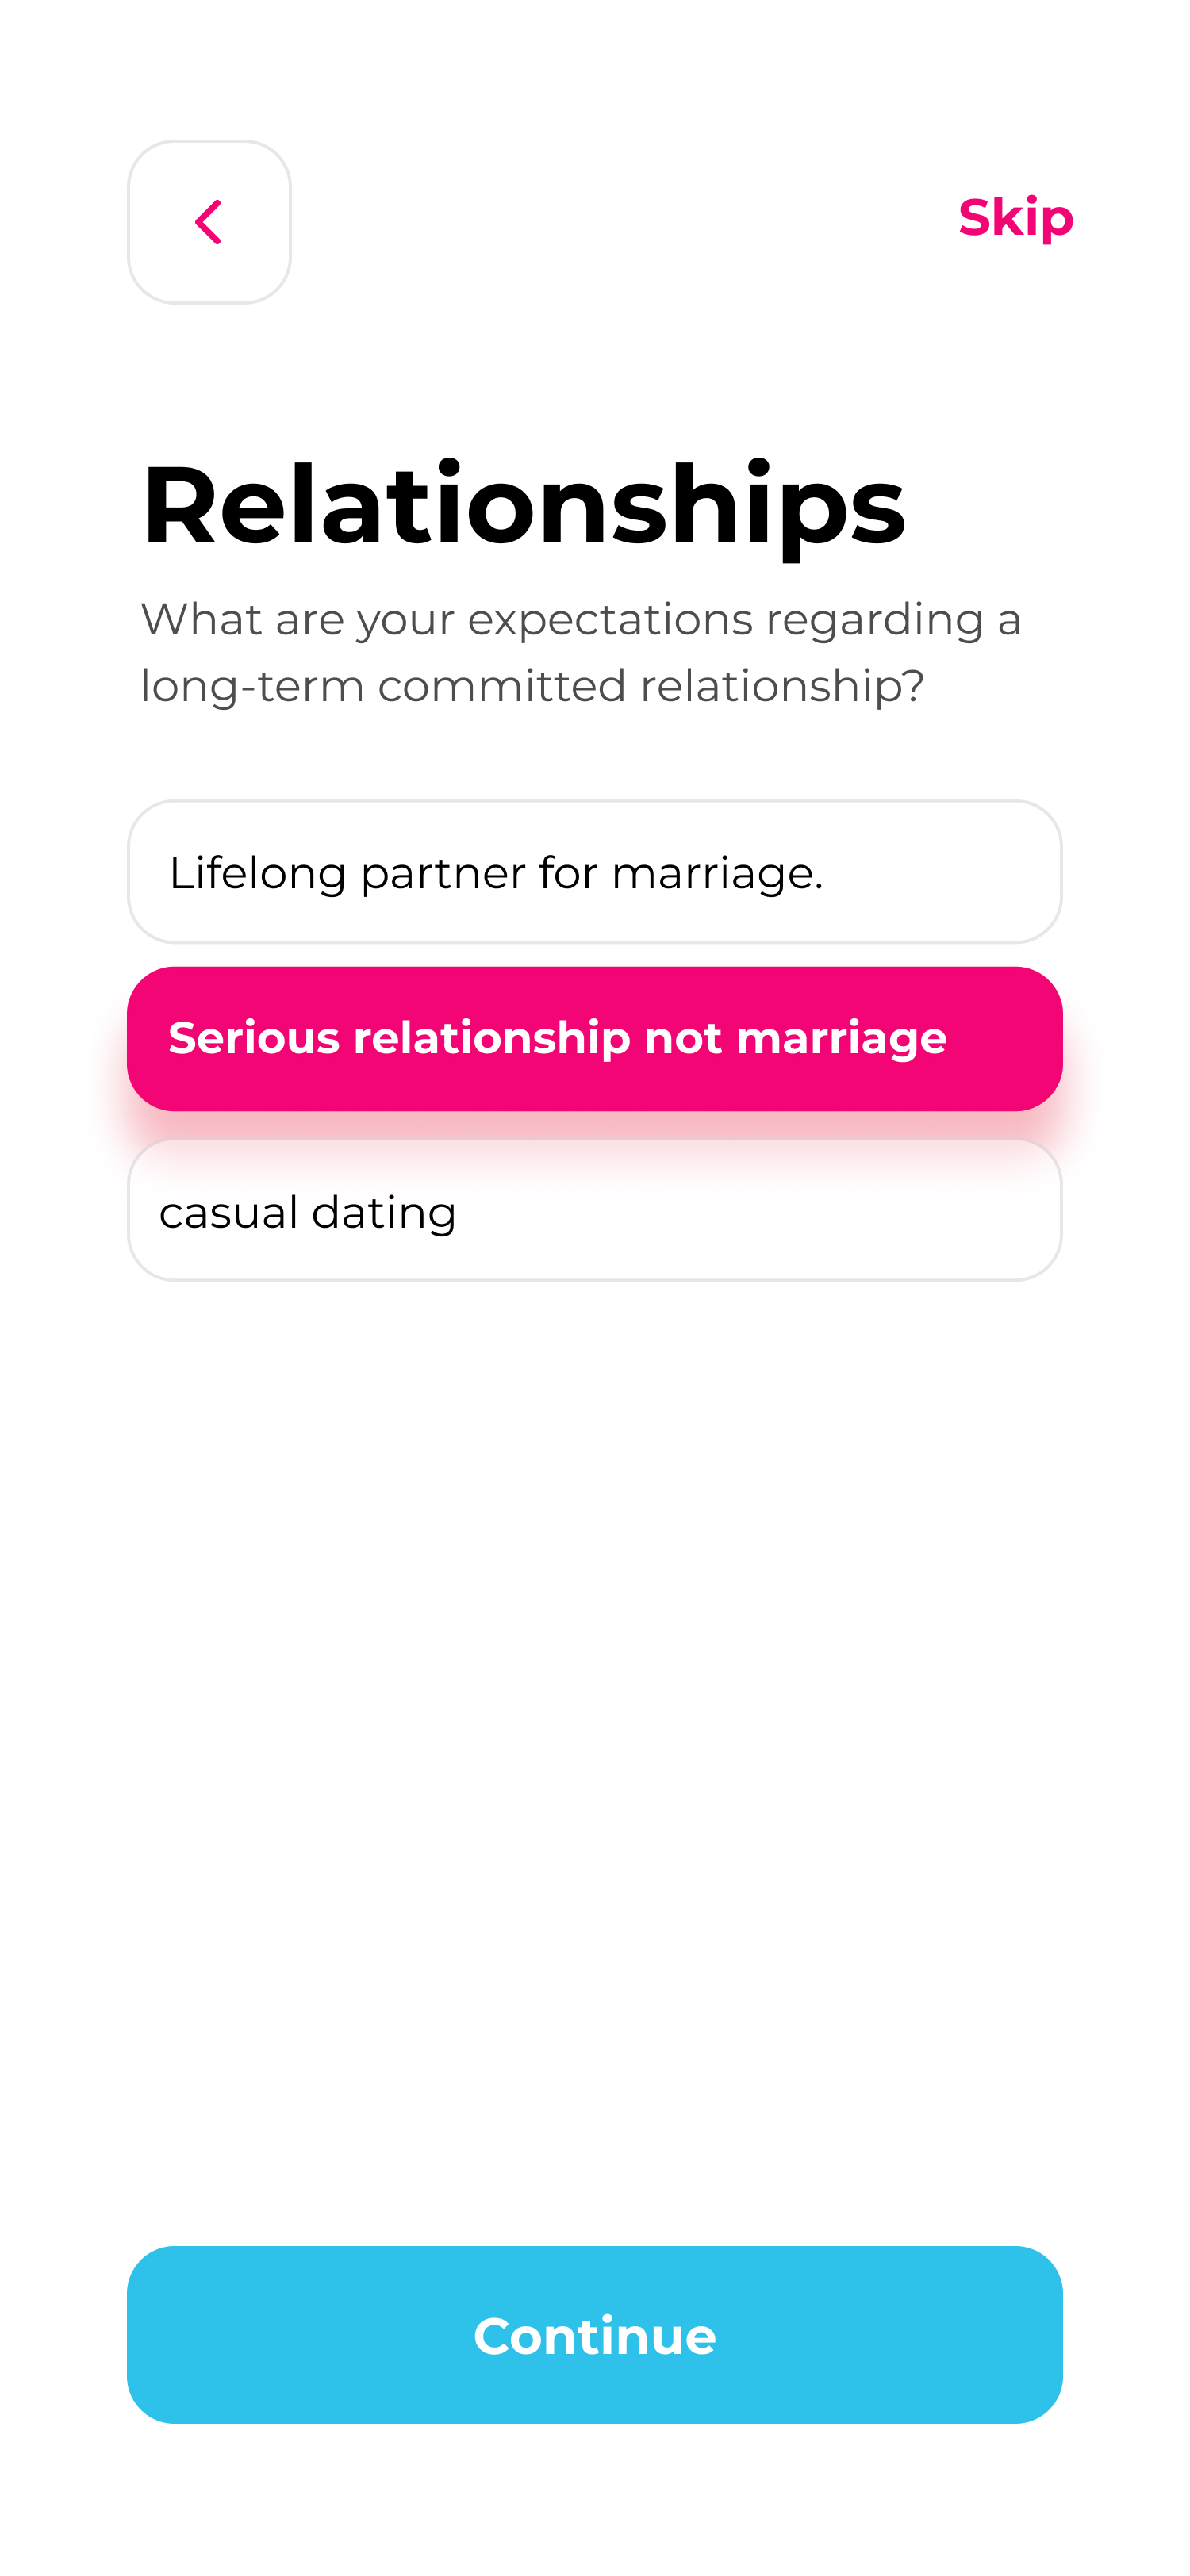 Skip
Relationships
What are your expectations regarding a
long-term committed relationship?
Lifelong partner for marriage.
Serious relationship not marriage
casual dating
Continue